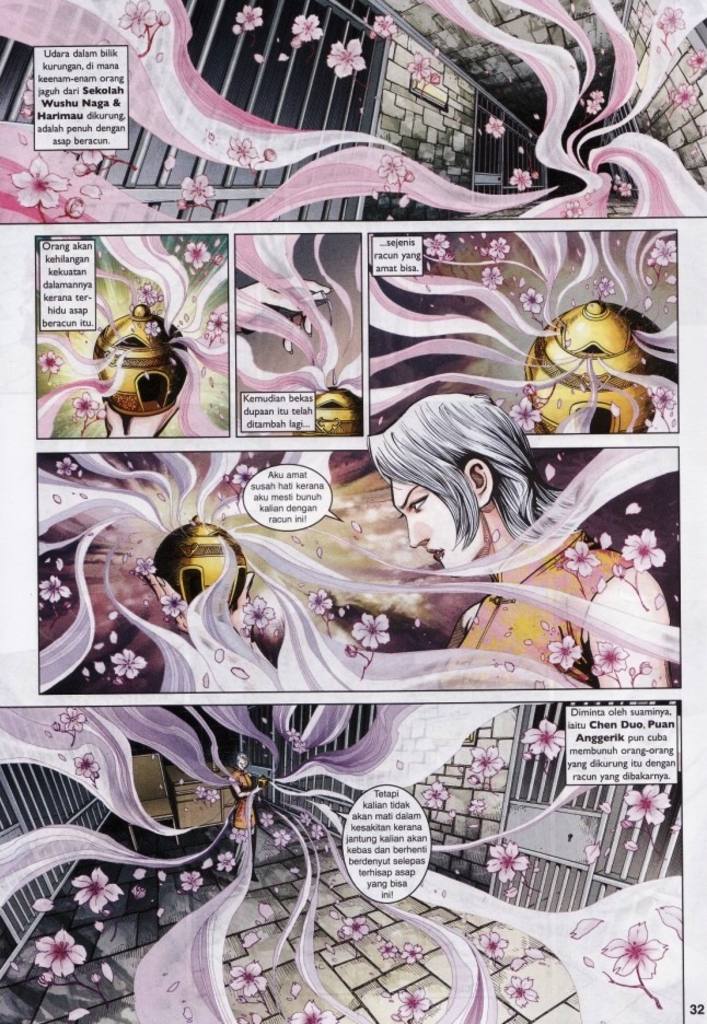 Udara dalam bilik
kurungan, di mana
keenam-enam orang
jaguh dari Sekolah
Wushu Naga &
Harimau dikurung,
adalah penuh dengan
asap beracun.
Orang akan
kehilangan
kekuatan
dalamannya
kerana ter-
hidu asap
beracun itu.
Kemudian bekas
dupaan itu telah
ditambah lagi...
...sejenis
racun yang
amat bisa.
Aku amat
susah hati kerana
aku mesti bunuh
kalian dengan
racun ini!
Diminta oleh suaminya,
iaitu Chen Duo, Puan
Anggerik pun cuba
membunuh orang-orang
yang dikurung itu dengan
racun yang dibakarnya.
Tetapi
kalian tidak
akan mati dalam
kesakitan kerana
jantung kalian akan
kebas dan berhenti
berdenyut selepas
terhisap asap
yang bisa
ini!
32